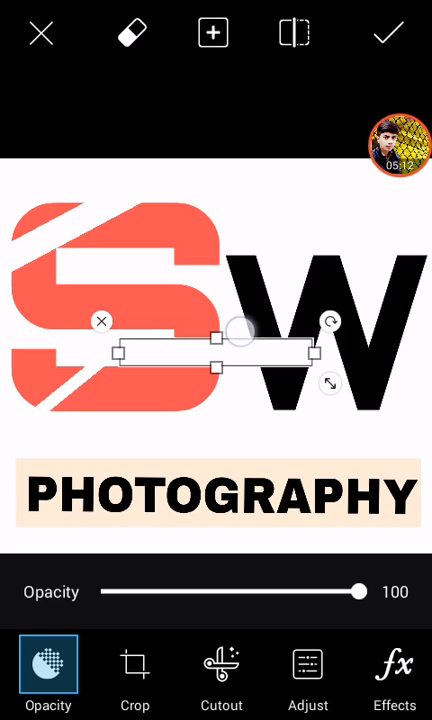 05:12
SW
PHOTOGRAPHY
Opacity 100
Opacity Crop Cutout Adjust Effects